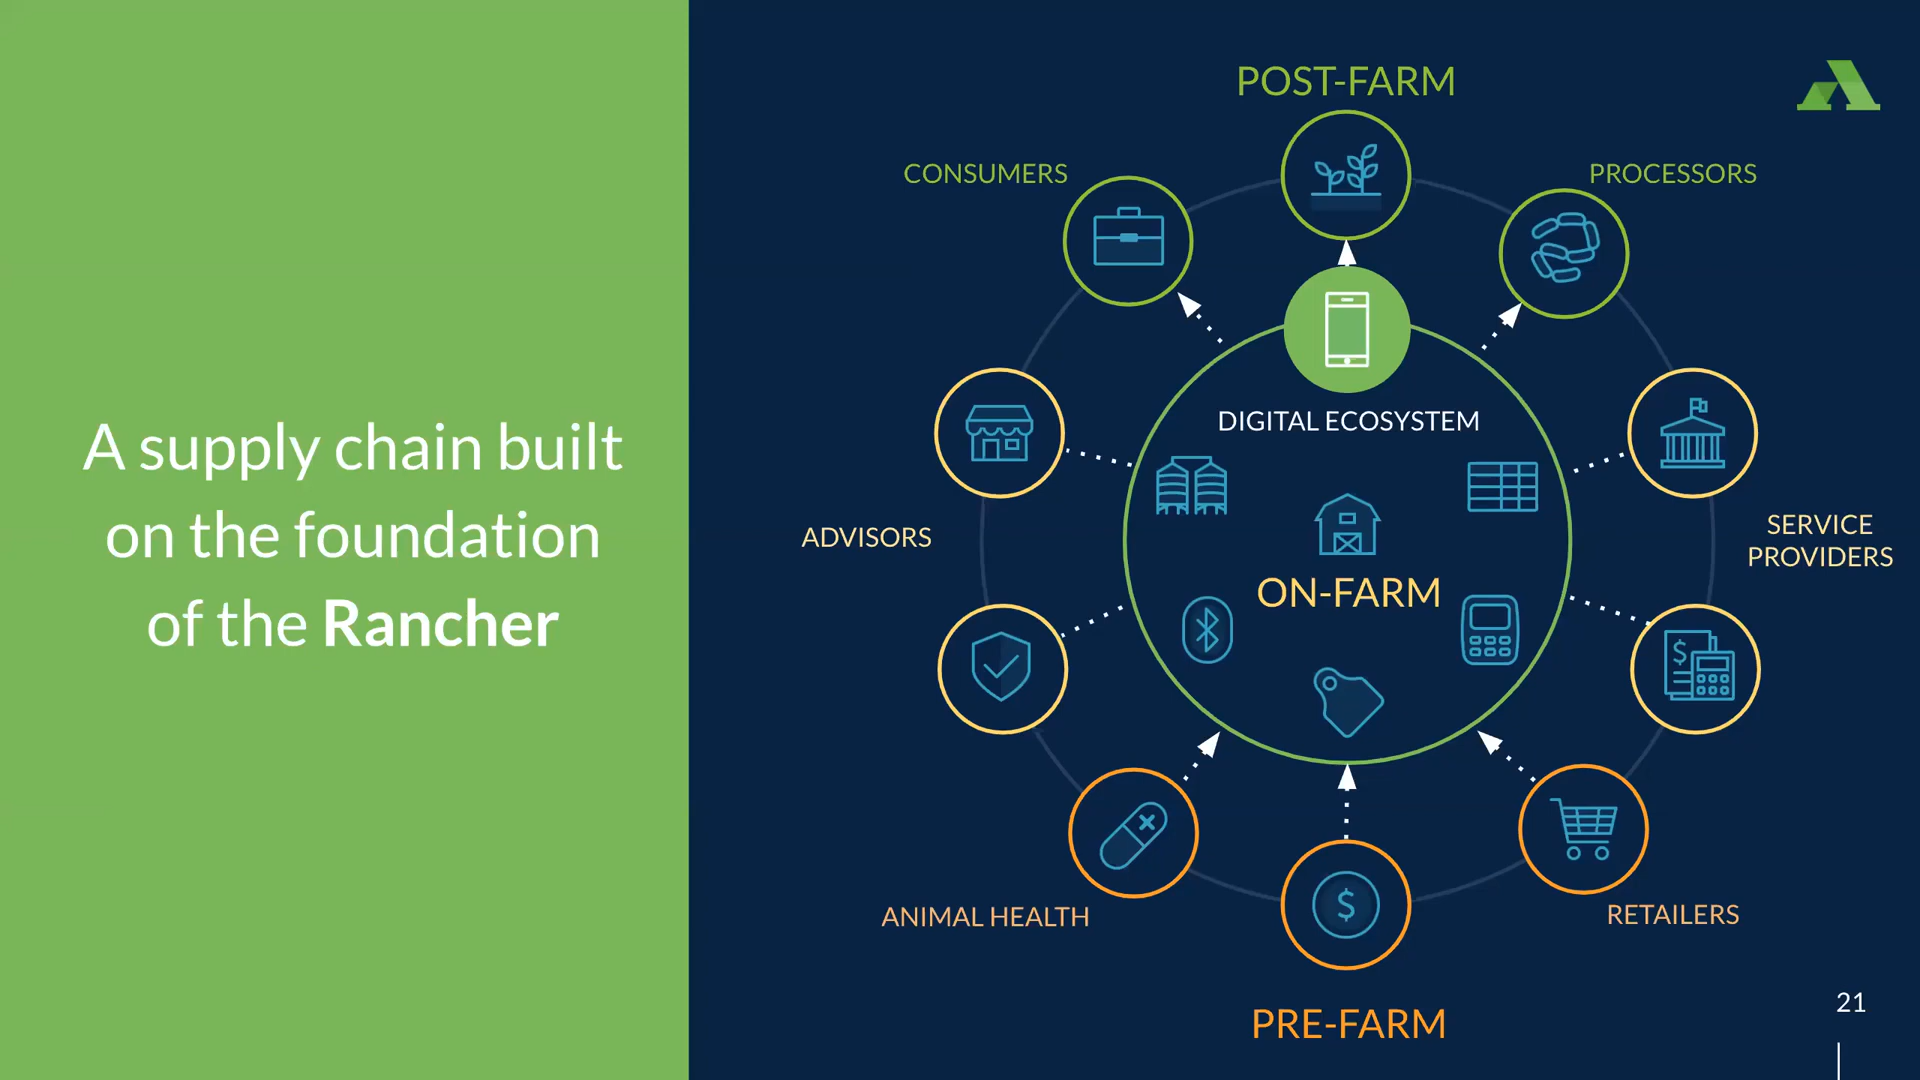 A supply chain built
on the foundation
of the Rancher
POST-FARM
CONSUMERS
PROCESSORS
DIGITAL ECOSYSTEM
ON-FARM
ADVISORS
SERVICE
PROVIDERS
$
ANIMAL HEALTH
$
RETAILERS
PRE-FARM
21